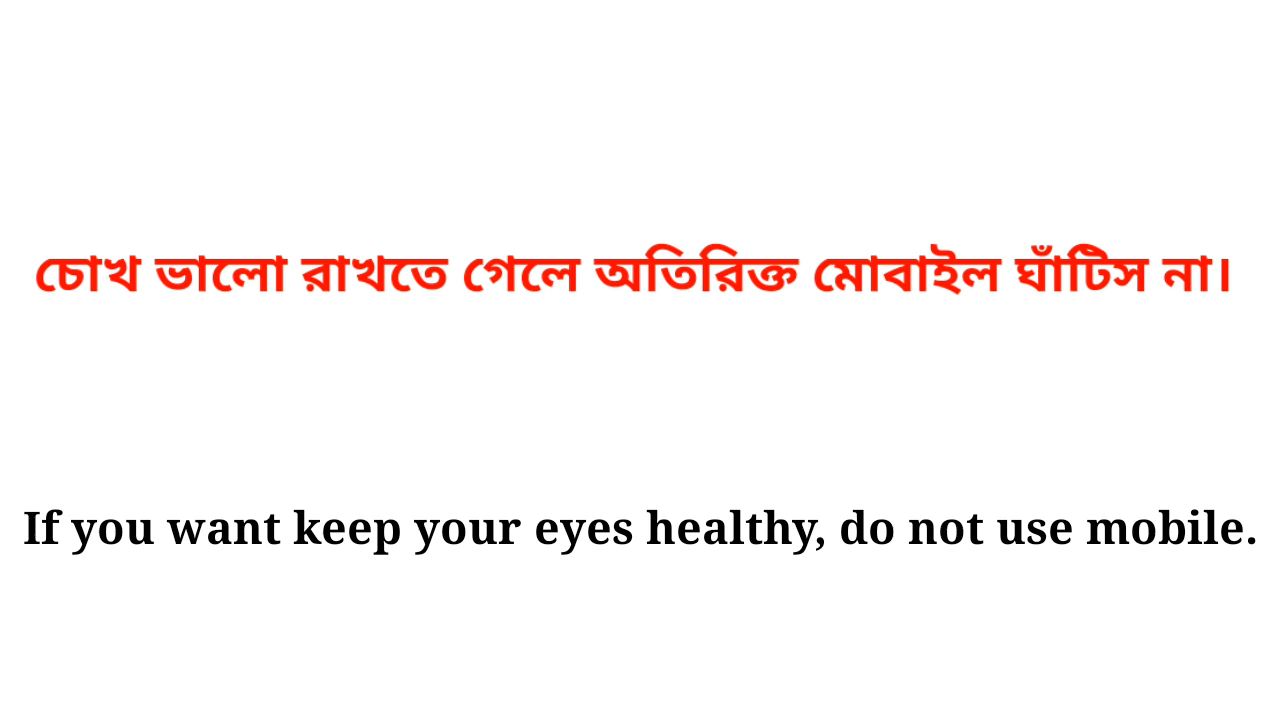 চোখ ভালো রাখতে গেলে অতিরিক্ত মোবাইল ঘাঁটিস না।
If you want keep your eyes healthy, do not use mobile.